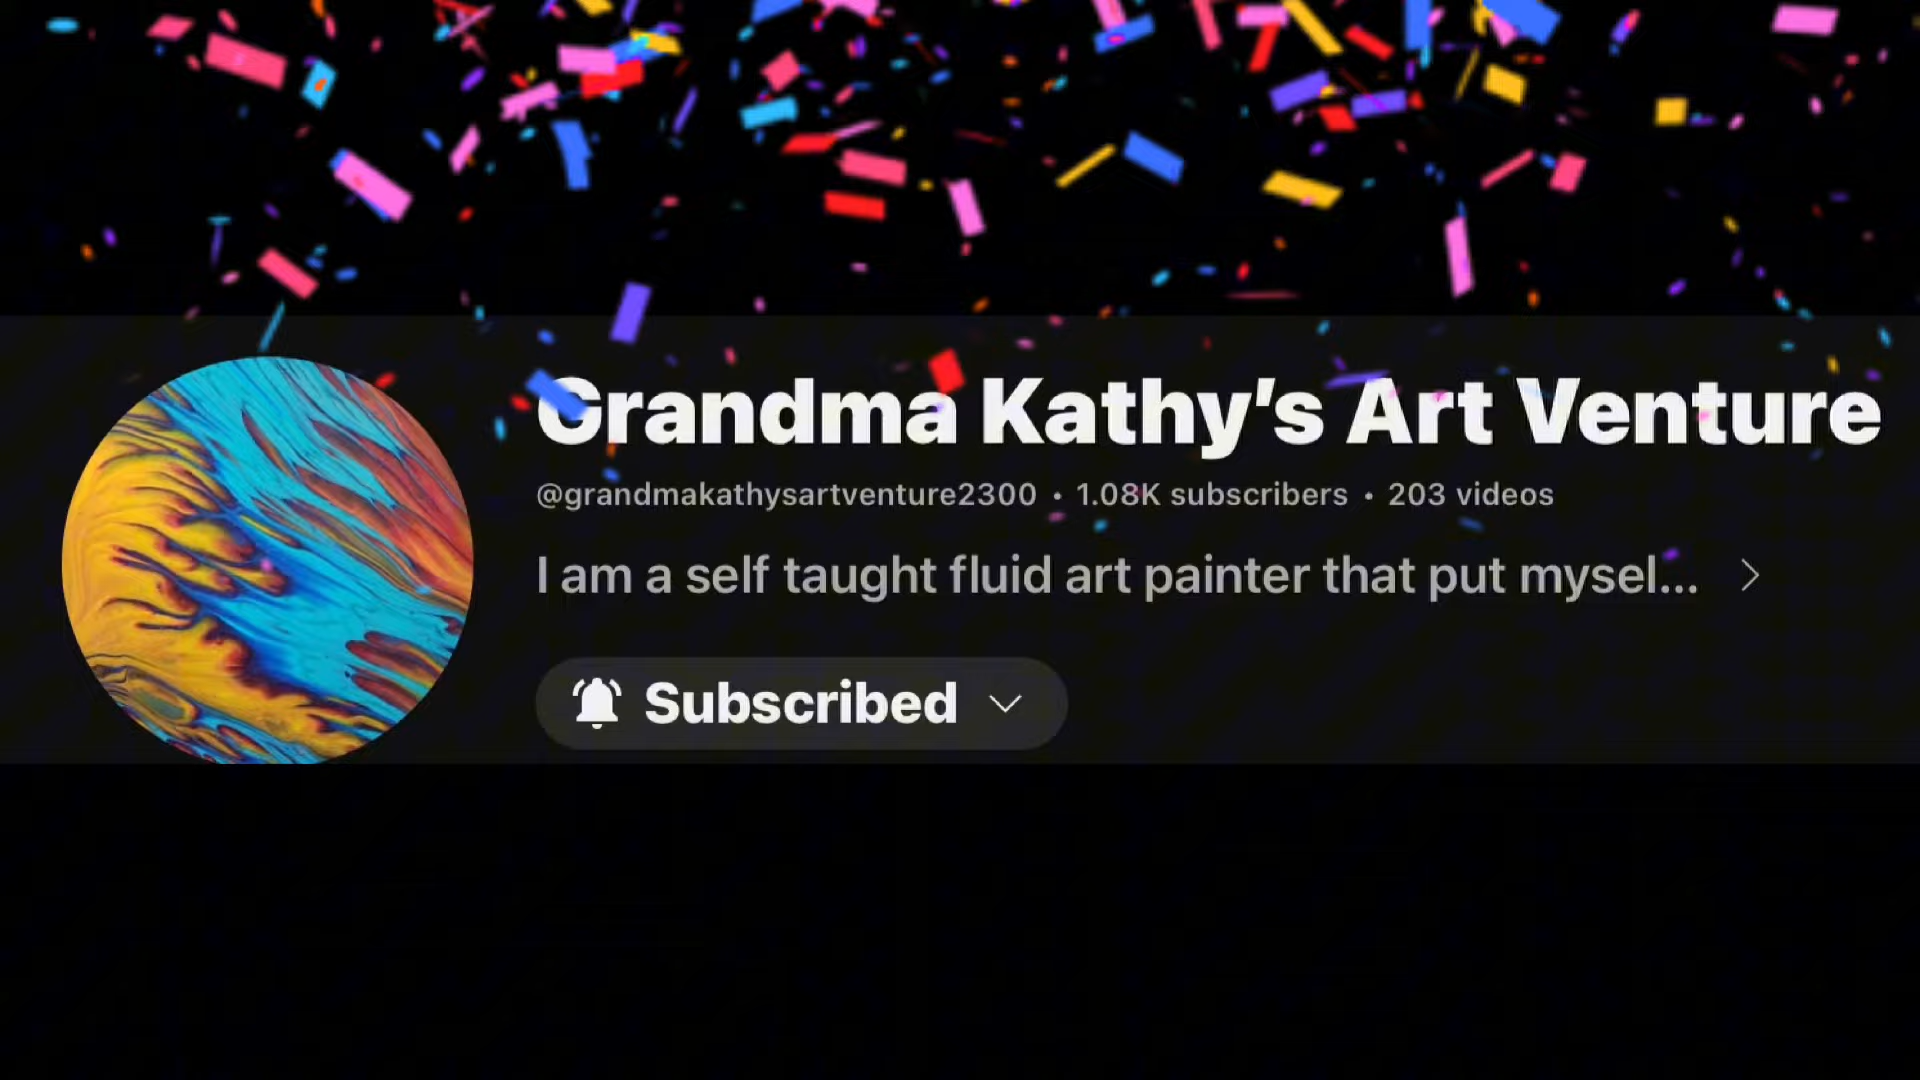 Grandma Kathy’s Art Venture
@grandmakathysartventure2300 • 1.08K subscribers • 203 videos
I am a self taught fluid art painter that put mysel...
Subscribed